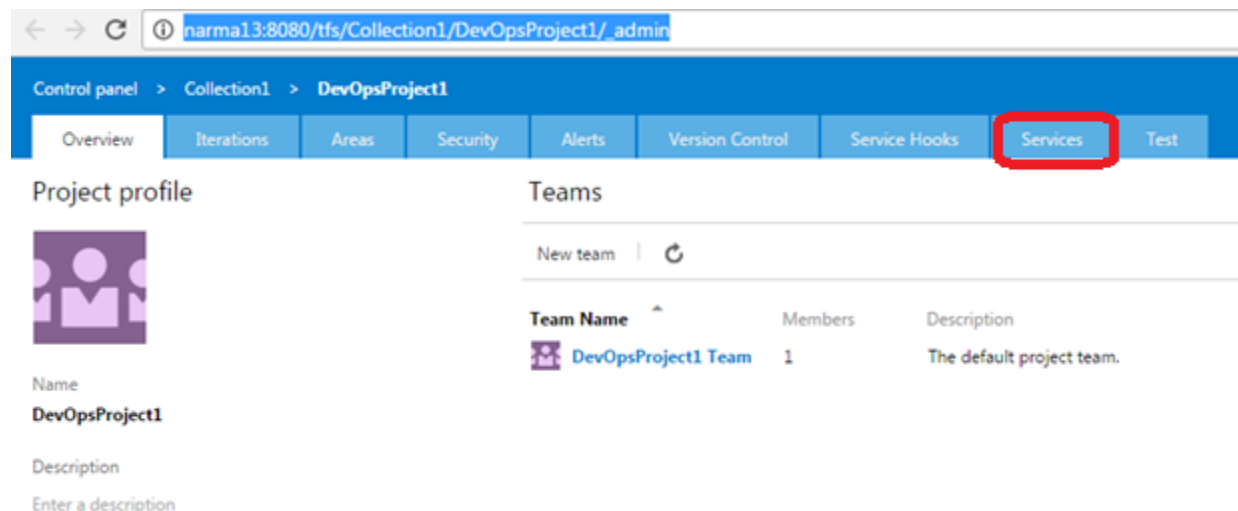 narma13:8080/tfs/Collection1/DevOpsProject1/_admin
Control panel > Collection1 > DevOpsProject1
Overview Iterations Areas Security Alerts Version Control Service Hooks Services Test
Project profile
Teams
New team
Team Name Members Description
DevOpsProject1 Team 1 The default project team.
Name
DevOpsProject1
Description
Enter a description